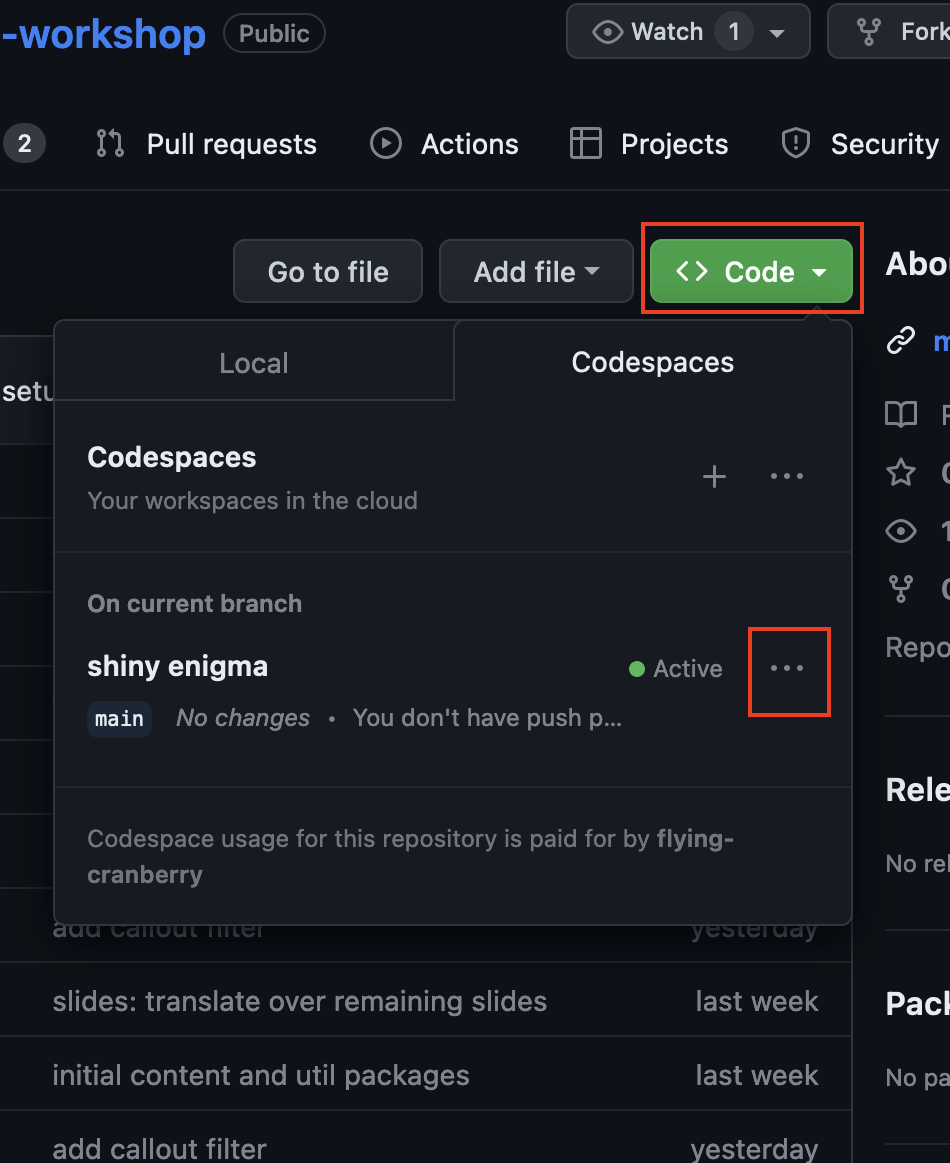 -workshop Public Watch 1 Fork
2 Pull requests Actions Projects Security
Go to file Add file Code
Local Codespaces
setu
Codespaces
Your workspaces in the cloud
On current branch
shiny enigma Active
main No changes • You don't have push p...
Codespace usage for this repository is paid for by flying-
cranberry
add callout filter yesterday
slides: translate over remaining slides last week
initial content and util packages last week
add callout filter yesterday
Abou
Repo
Rele
No rel
Pack
No pa